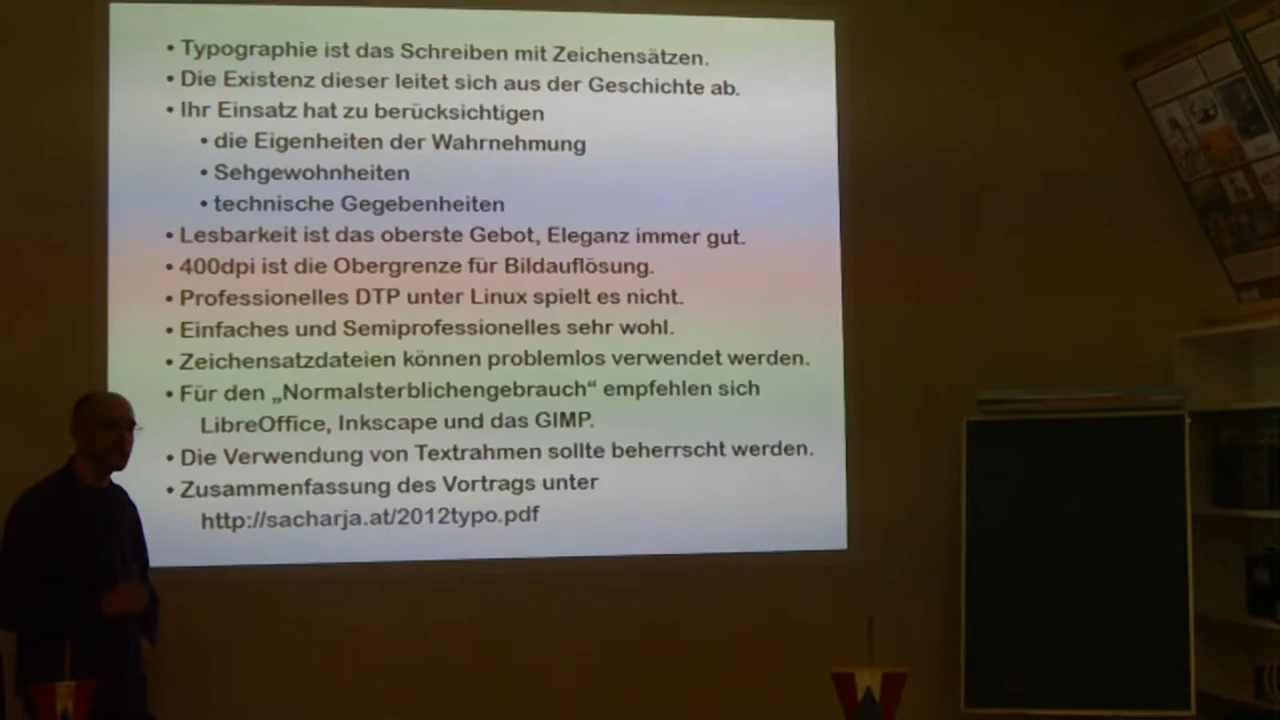 • Typographie ist das Schreiben mit Zeichensätzen.
• Die Existenz dieser leitet sich aus der Geschichte ab.
• Ihr Einsatz hat zu berücksichtigen
• die Eigenheiten der Wahrnehmung
• Sehgewohnheiten
• technische Gegebenheiten
• Lesbarkeit ist das oberste Gebot, Eleganz immer gut.
• 400dpi ist die Obergrenze für Bildauflösung.
• Professionelles DTP unter Linux spielt es nicht.
• Einfaches und Semiprofessionelles sehr wohl.
• Zeichensatzdateien können problemlos verwendet werden.
• Für den „Normalsterblichengebrauch“ empfehlen sich
LibreOffice, Inkscape und das GIMP.
• Die Verwendung von Textrahmen sollte beherrscht werden.
• Zusammenfassung des Vortrags unter
http://sacharja.at/2012typo.pdf